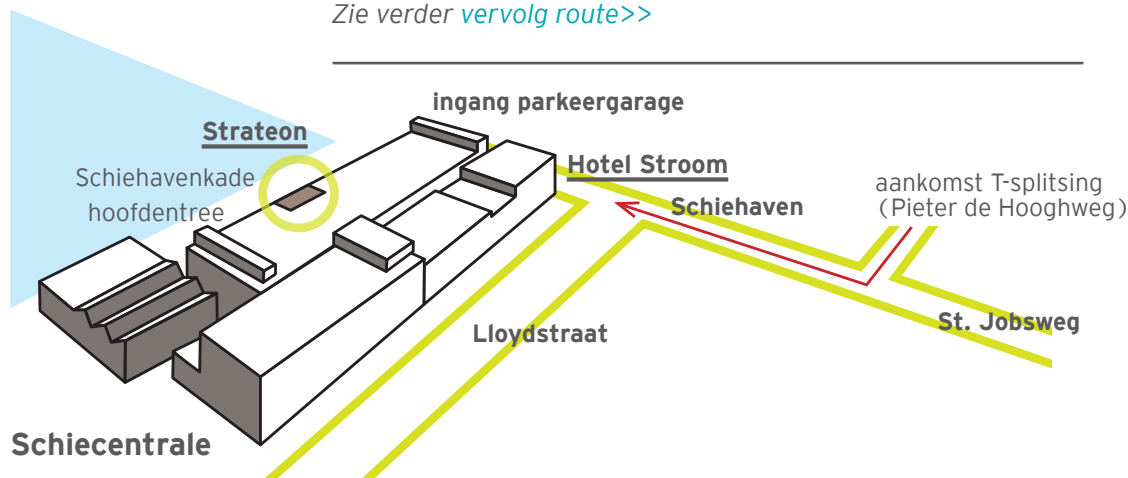 Zie verder vervolg route>>
ingang parkeergarage
Strateon
Hotel Stroom
Schiehavenkade
hoofdentree
aankomst T-splitsing
(Pieter de Hooghweg)
Schiehaven
St. Jobsweg
Lloydstraat
Schiecentrale